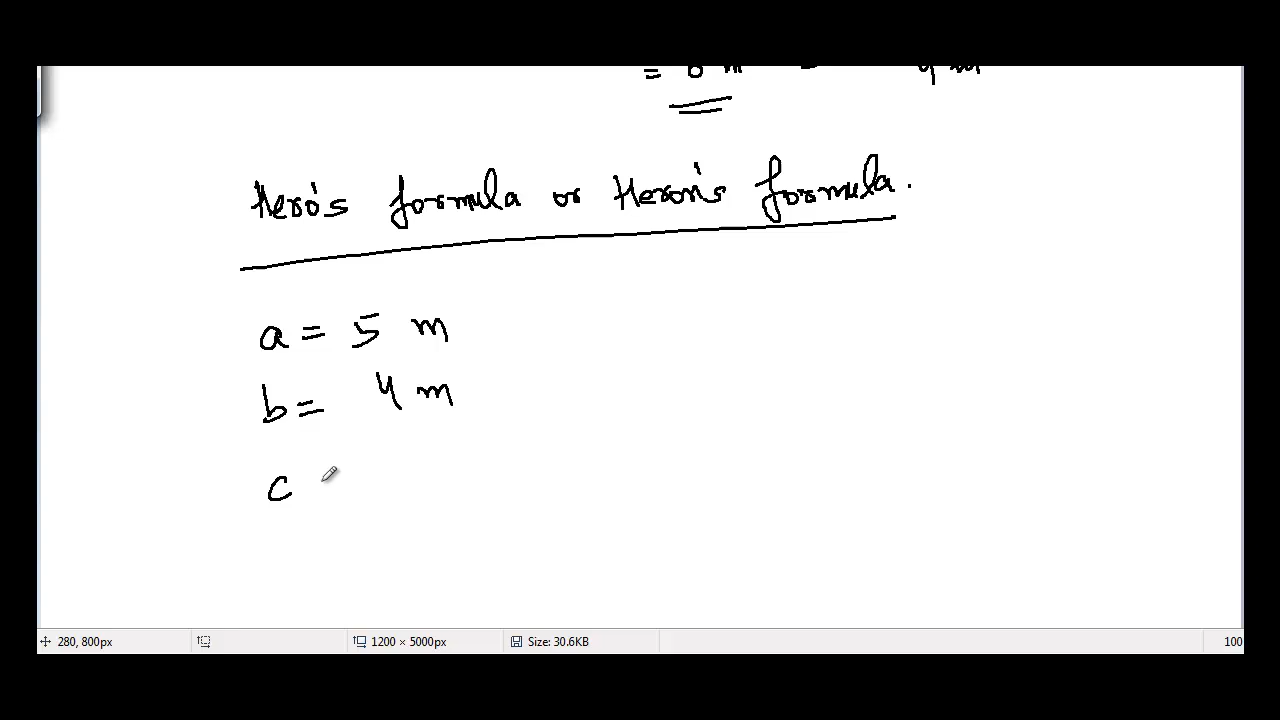 Hero's formula or Heron's formula.
a = 5 m
b = 4 m
c
280, 800px 1200 × 5000px Size: 30.6KB 100